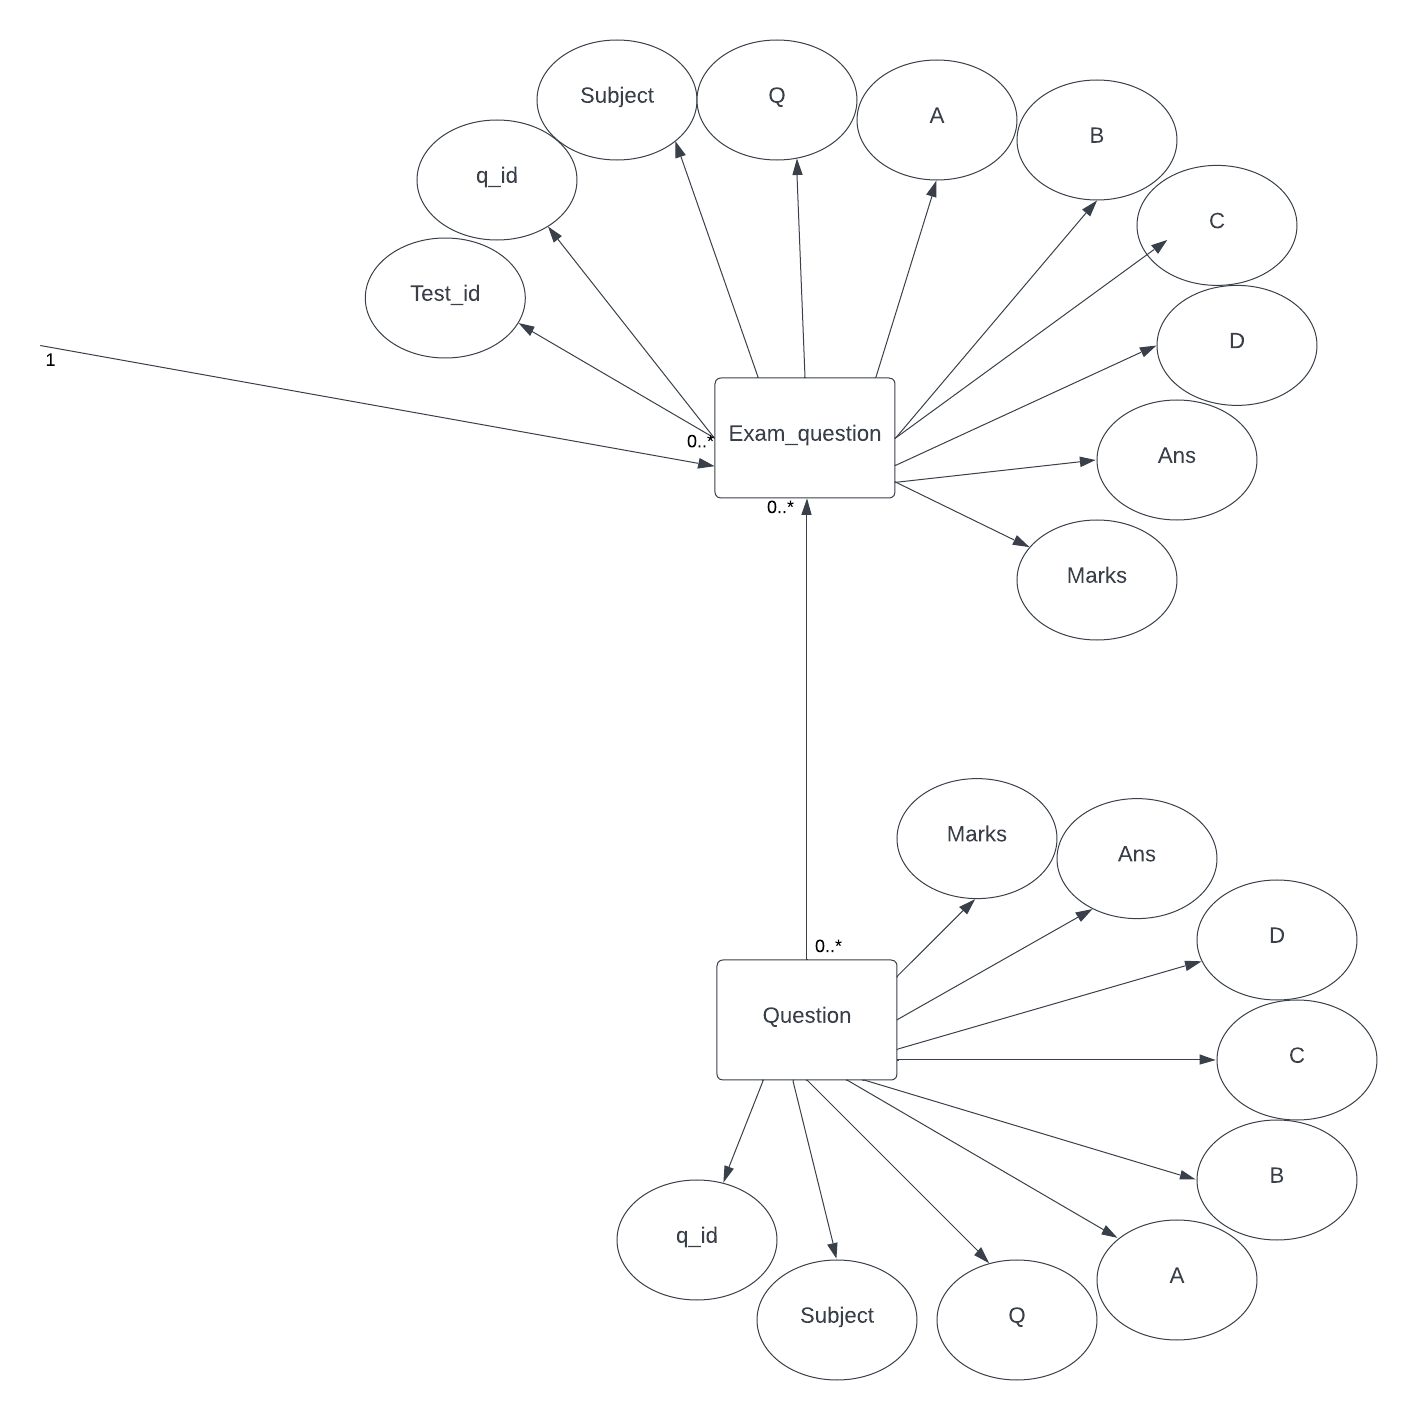 Subject
Q
A
B
q_id
C
Test_id
D
1
Exam_question
0..*
Ans
0..*
Marks
Marks
Ans
D
0..*
Question
C
B
q_id
A
Subject
Q